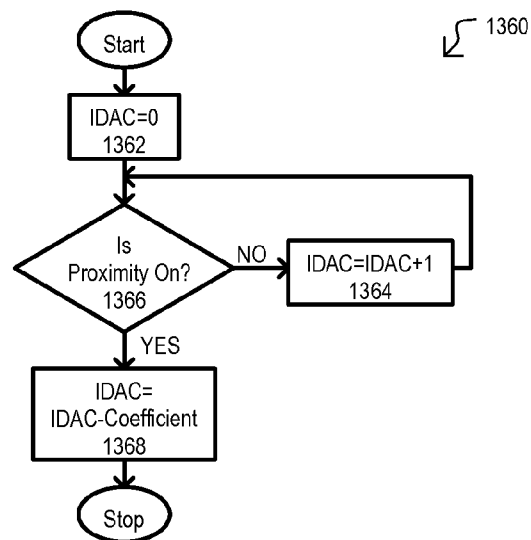 1360
Start
IDAC=0
1362
Is
Proximity On?
1366
NO
IDAC=IDAC+1
1364
YES
IDAC=
IDAC-Coefficient
1368
Stop